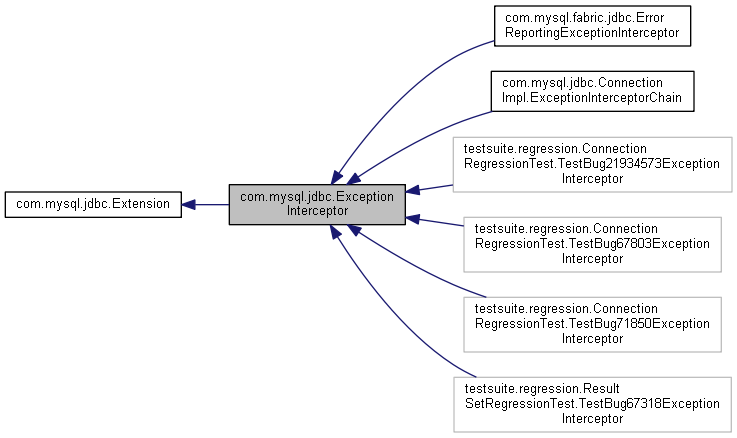 com.mysql.fabric.jdbc.Error
ReportingExceptionInterceptor
com.mysql.jdbc.Connection
Impl.ExceptionInterceptorChain
testsuite.regression.Connection
RegressionTest.TestBug21934573Exception
Interceptor
com.mysql.jdbc.Extension
com.mysql.jdbc.Exception
Interceptor
testsuite.regression.Connection
RegressionTest.TestBug67803Exception
Interceptor
testsuite.regression.Connection
RegressionTest.TestBug71850Exception
Interceptor
testsuite.regression.Result
SetRegressionTest.TestBug67318Exception
Interceptor